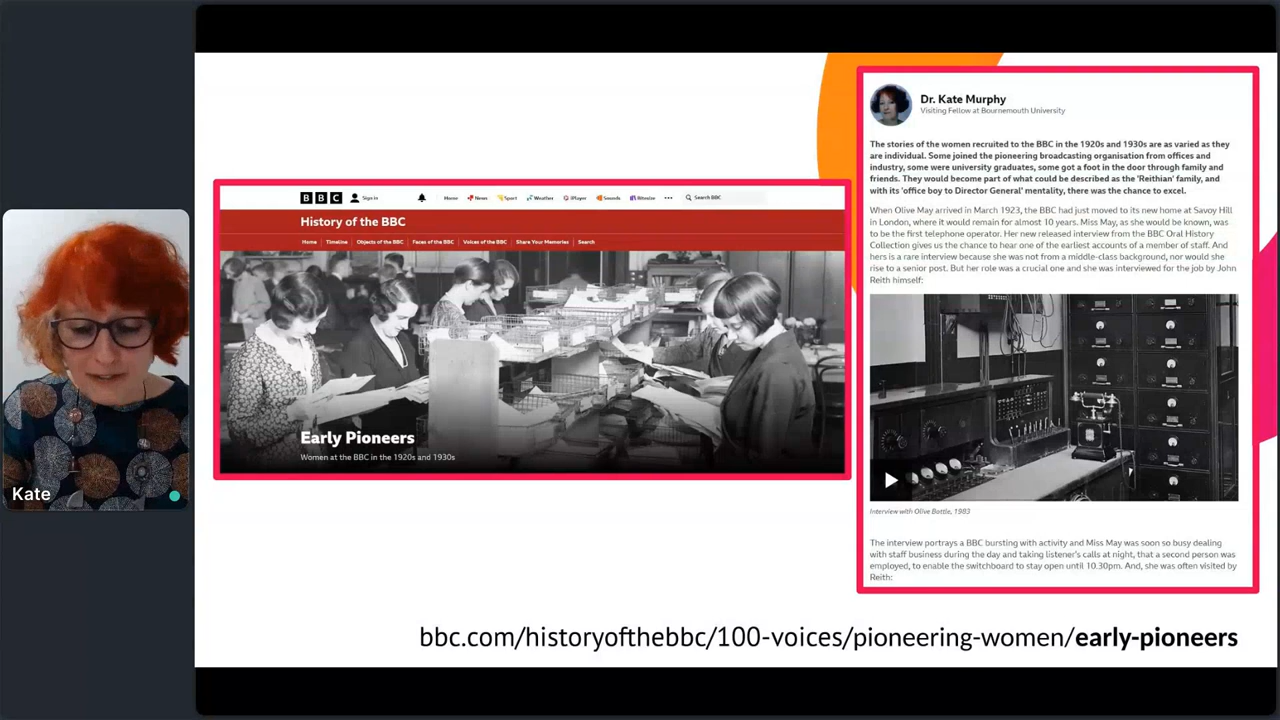 Kate
BBC
Sign in
Home
News
Sport
Weather
iPlayer
Sounds
Bitesize
Search BBC
History of the BBC
Home
Timeline
Objects of the BBC
Faces of the BBC
Voices of the BBC
Share Your Memories
Search
Early Pioneers
Women at the BBC in the 1920s and 1930s
Dr. Kate Murphy
Visiting Fellow at Bournemouth University
The stories of the women recruited to the BBC in the 1920s and 1930s are as varied as they
are individual. Some joined the pioneering broadcasting organisation from offices and
industry, some were university graduates, some got a foot in the door through family and
friends. They would become part of what could be described as the 'Reithian' family, and
with its 'office boy to Director General' mentality, there was the chance to excel.
When Olive May arrived in March 1923, the BBC had just moved to its new home at Savoy Hill
in London, where it would remain for almost 10 years. Miss May, as she would be known, was
to be the first telephone operator. Her new released interview from the BBC Oral History
Collection gives us the chance to hear one of the earliest accounts of a member of staff. And
hers is a rare interview because she was not from a middle-class background, nor would she
rise to a senior post. But her role was a crucial one and she was interviewed for the job by John
Reith himself:
Interview with Olive Bottle, 1983
The interview portrays a BBC bursting with activity and Miss May was soon so busy dealing
with staff business during the day and taking listener's calls at night, that a second person was
employed, to enable the switchboard to stay open until 10.30pm. And, she was often visited by
Reith:
bbc.com/historyofthebbc/100-voices/pioneering-women/early-pioneers